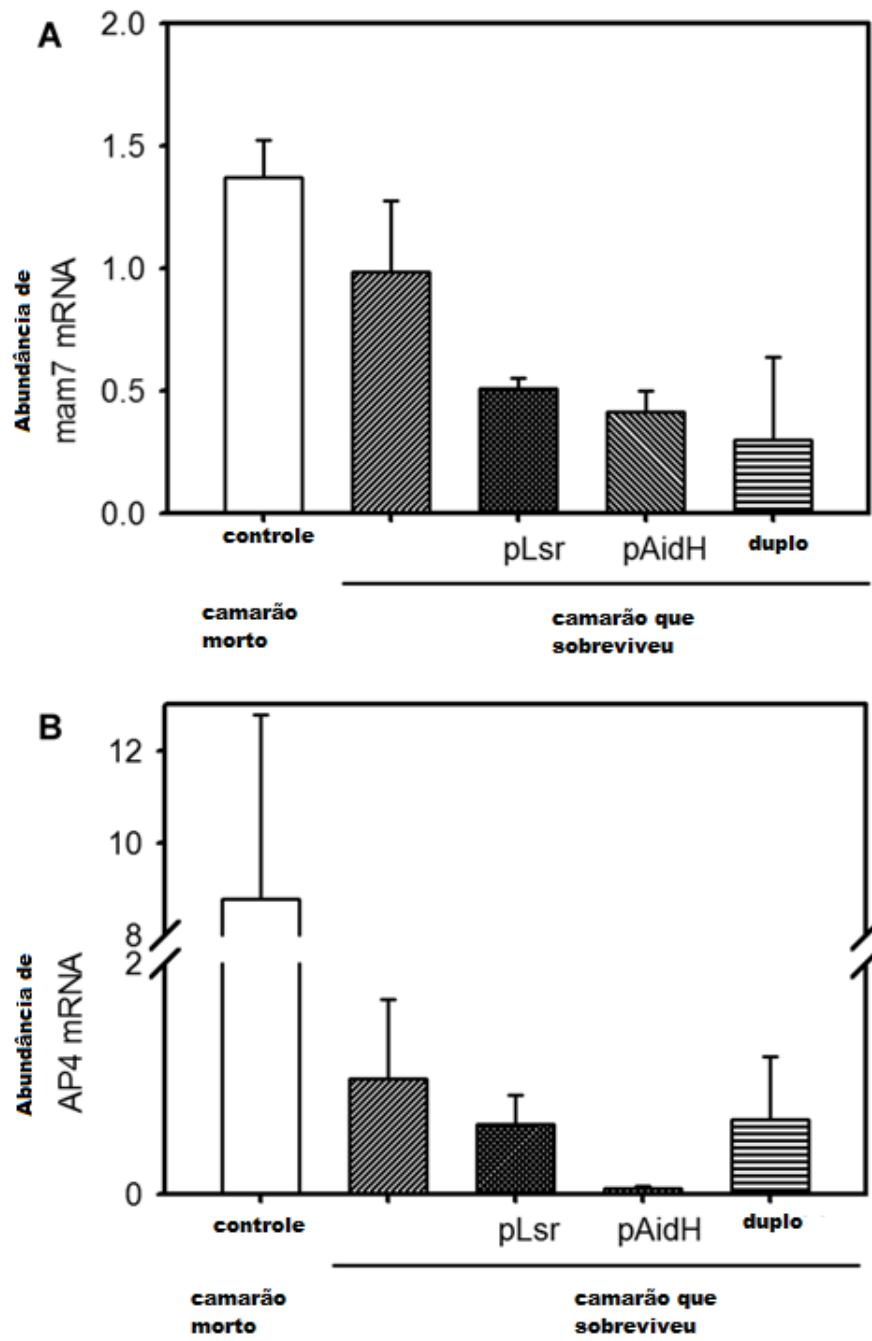 A
2.0
1.5
1.0
0.5
0.0
Abundância de
mam7 mRNA
controle
pLsr
pAidH
duplo
camarão
morto
camarão que
sobreviveu
B
12
10
8
2
0
Abundância de
AP4 mRNA
controle
pLsr
pAidH
duplo
camarão
morto
camarão que
sobreviveu